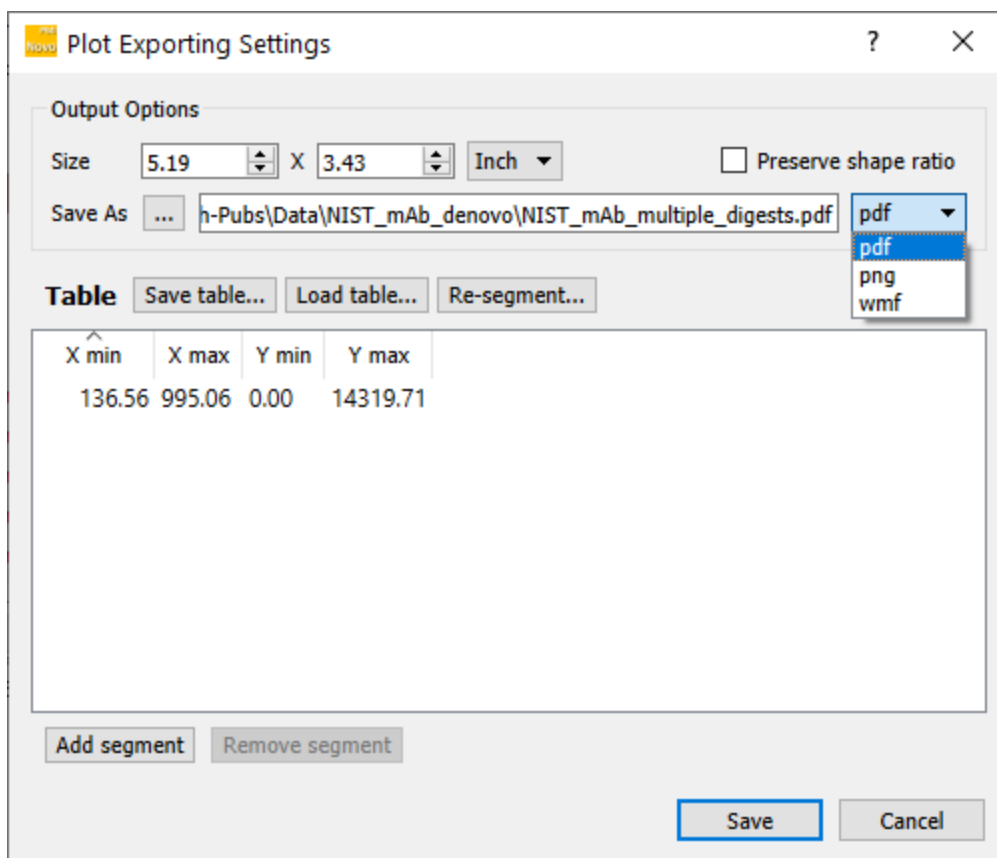 Novo Plot Exporting Settings ? X
Output Options
Size 5.19 X 3.43 Inch Preserve shape ratio
Save As ... h-Pubs\Data\NIST_mAb_denovo\NIST_mAb_multiple_digests.pdf pdf
pdf
png
wmf
Table Save table... Load table... Re-segment...
X min X max Y min Y max
136.56 995.06 0.00 14319.71
Add segment Remove segment
Save Cancel